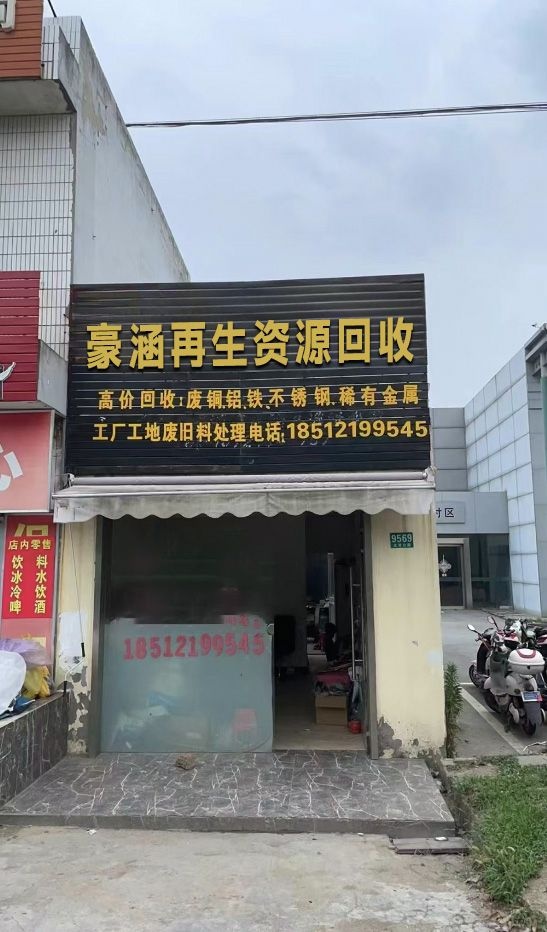 豪涵再生资源回收
高价回收:废铜铝铁、不锈钢.稀有金属
工厂工地废旧料处理电话:18512199545
9569
店内零售
饮料
冰水
冷饮
啤酒
18512199545
心